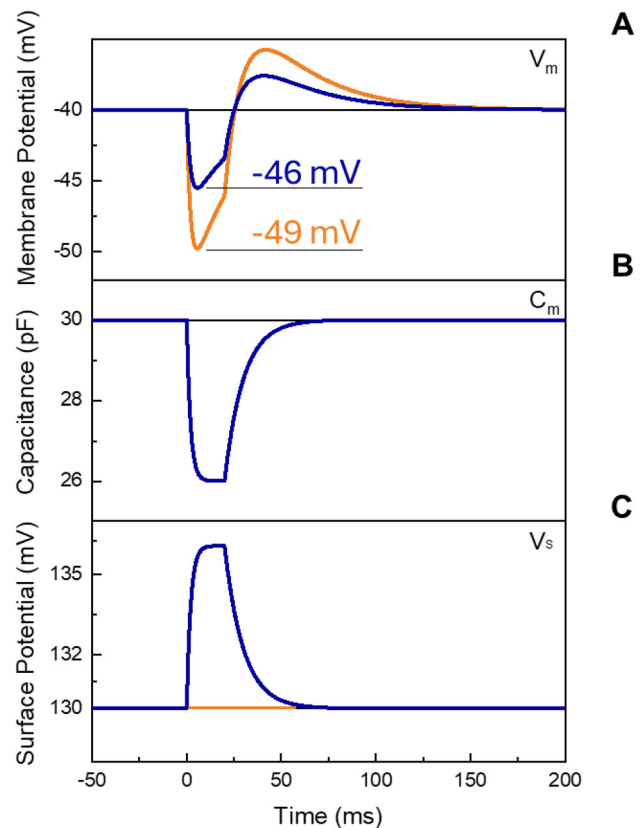 A
Membrane Potential (mV)
Vm
-40
-45
-50
-46 mV
-49 mV
B
Capacitance (pF)
Cm
30
28
26
C
Surface Potential (mV)
Vs
135
132
130
-50 0 50 100 150 200
Time (ms)